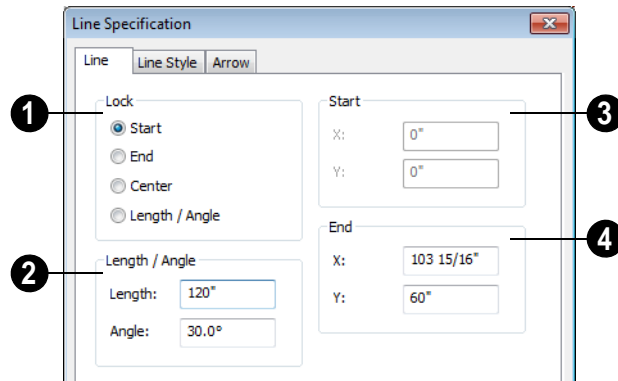 Line Specification
Line
Line Style
Arrow
1
Lock
Start
End
Center
Length / Angle
2
Length / Angle
Length: 120"
Angle: 30.0°
3
Start
X: 0"
Y: 0"
4
End
X: 103 15/16"
Y: 60"